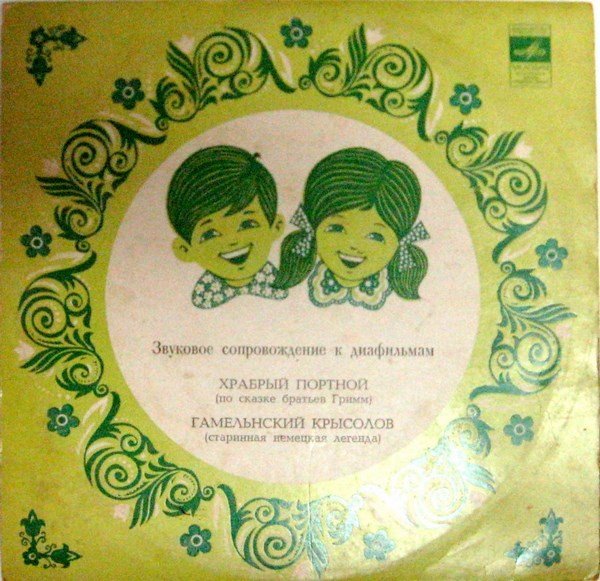 Звуковое сопровождение к диафильмам
ХРАБРЫЙ ПОРТНОЙ
(по сказке братьев Гримм)
ГАМЕЛЬНСКИЙ КРЫСОЛОВ
(старинная немецкая легенда)